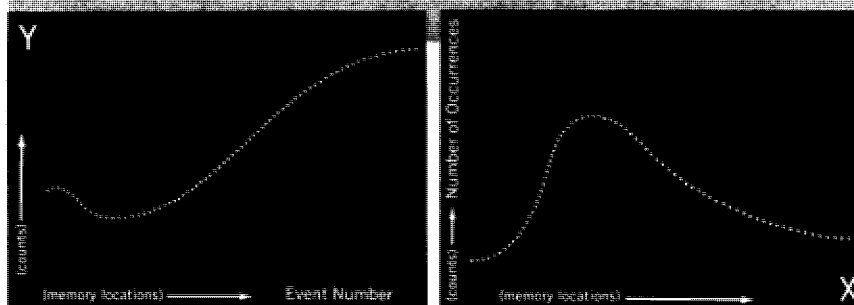 Y
(counts)
(memory locations)
Event Number
Number of Occurrences
(counts)
(memory locations)
X